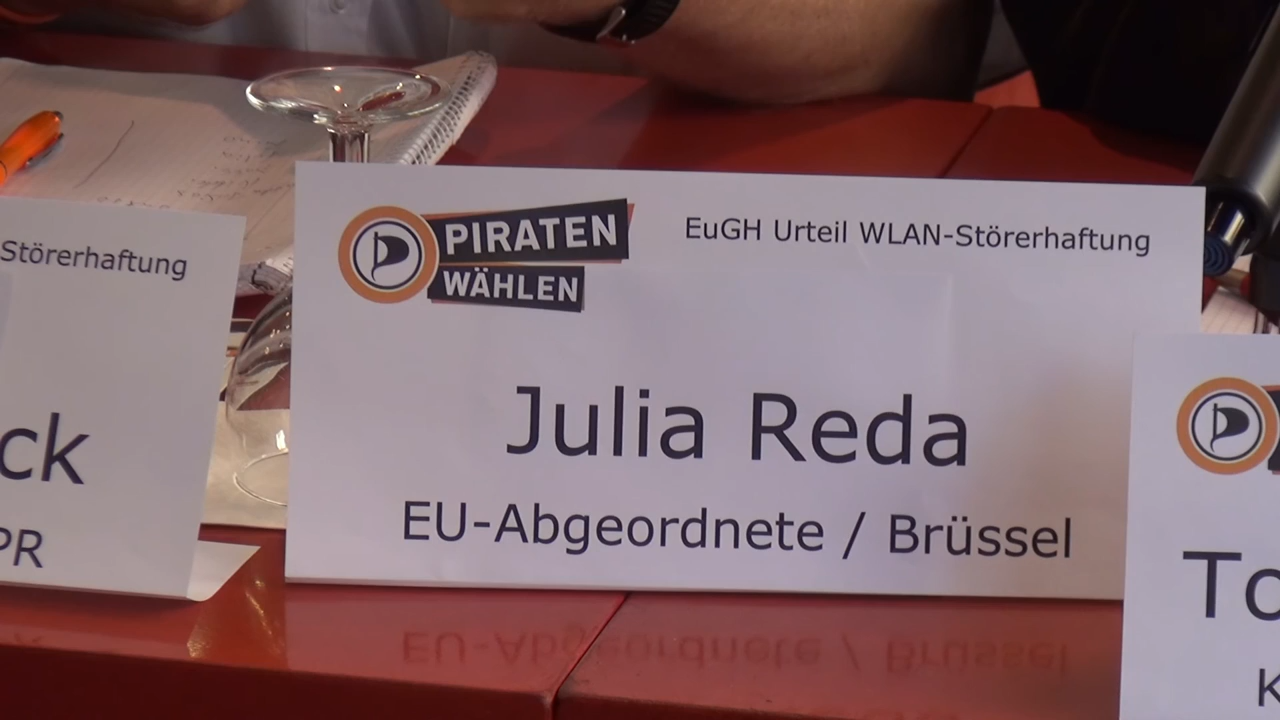 Störerhaftung
ck
PR
PIRATEN
WÄHLEN
EuGH Urteil WLAN-Störerhaftung
Julia Reda
EU-Abgeordnete / Brüssel
To
K